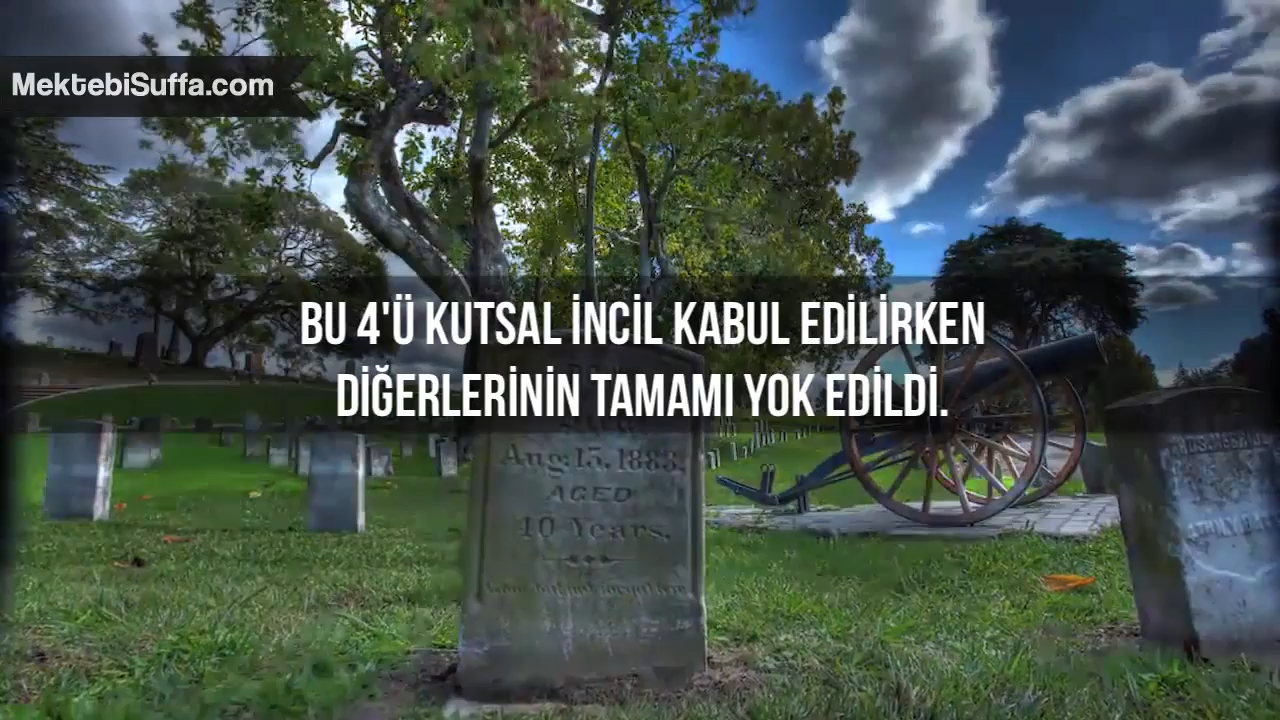 MektebiSuffa.com
BU 4'Ü KUTSAL İNCİL KABUL EDİLİRKEN
DİĞERLERİNİN TAMAMI YOK EDİLDİ.
Aug. 15, 1883.
AGED
10 Years.